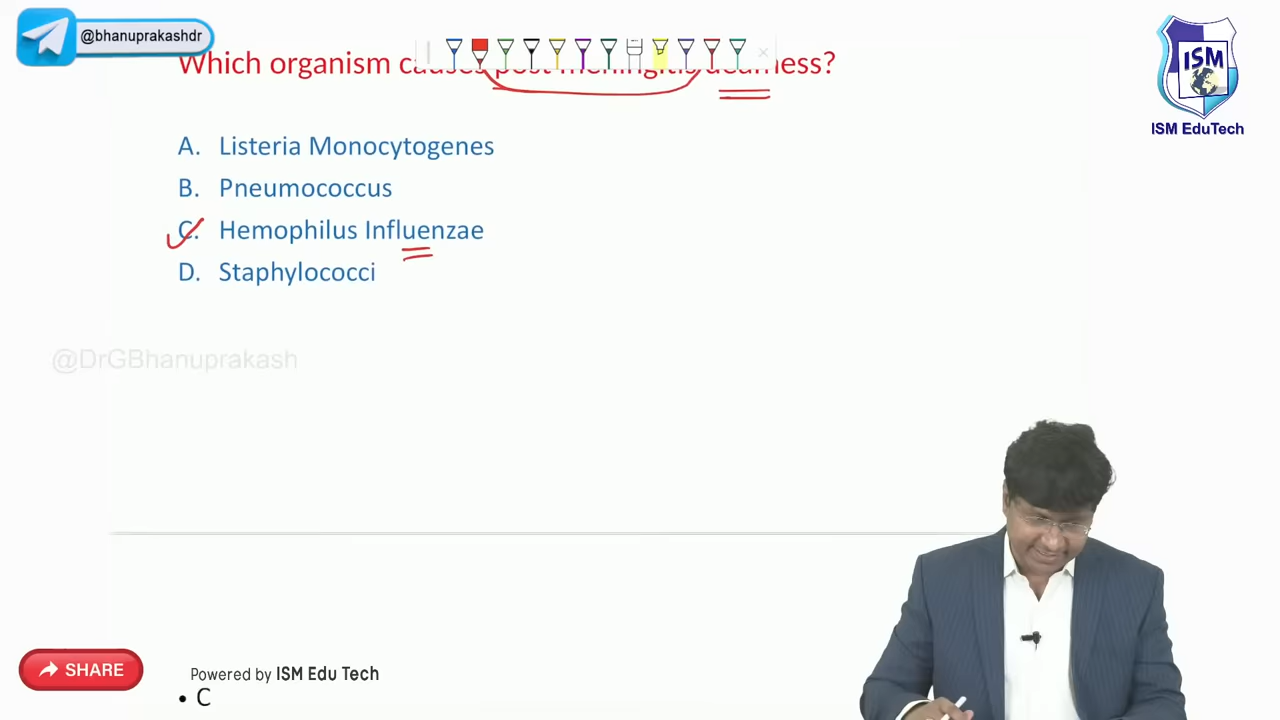 @bhanuprakashdr
Which organism causes post meningitis deafness?
ISM
ISM EduTech
A. Listeria Monocytogenes
B. Pneumococcus
C. Hemophilus Influenzae
D. Staphylococci
@DrGBhanuprakash
SHARE
Powered by ISM Edu Tech
• C